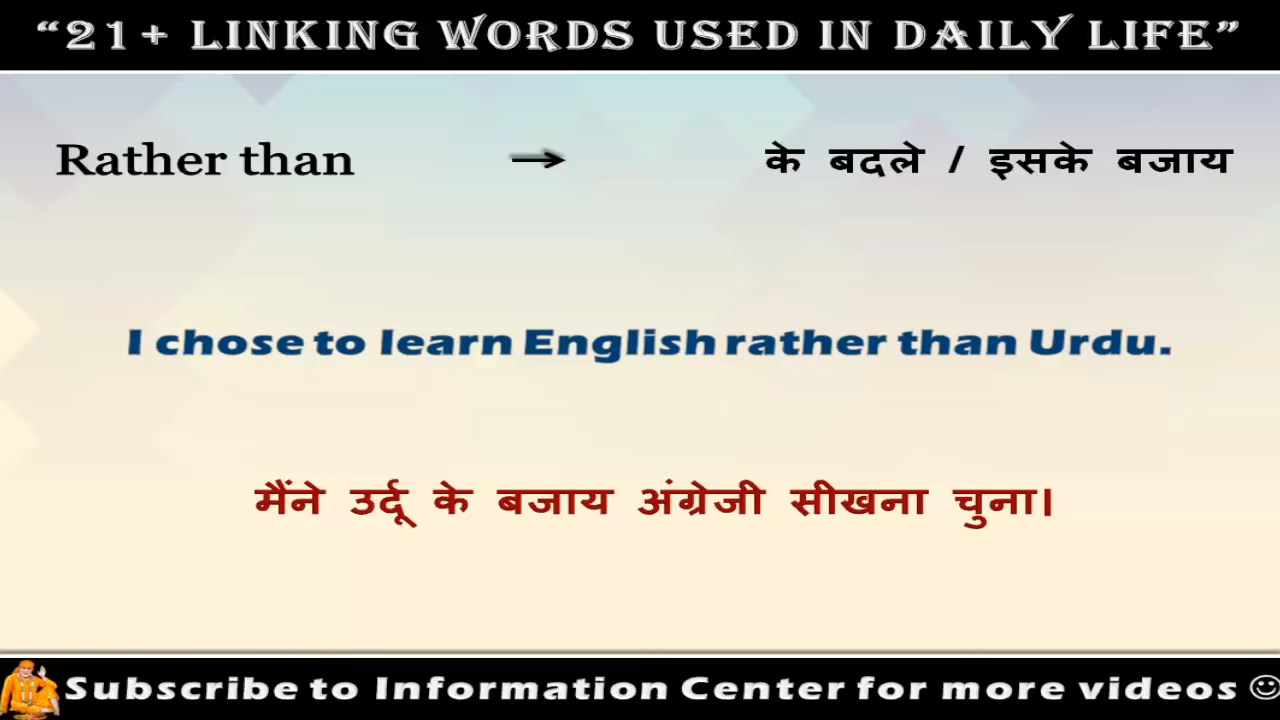 “21+ LINKING WORDS USED IN DAILY LIFE”
Rather than → के बदले / इसके बजाय
I chose to learn English rather than Urdu.
मैंने उर्दू के बजाय अंग्रेजी सीखना चुना।
Subscribe to Information Center for more videos ☺